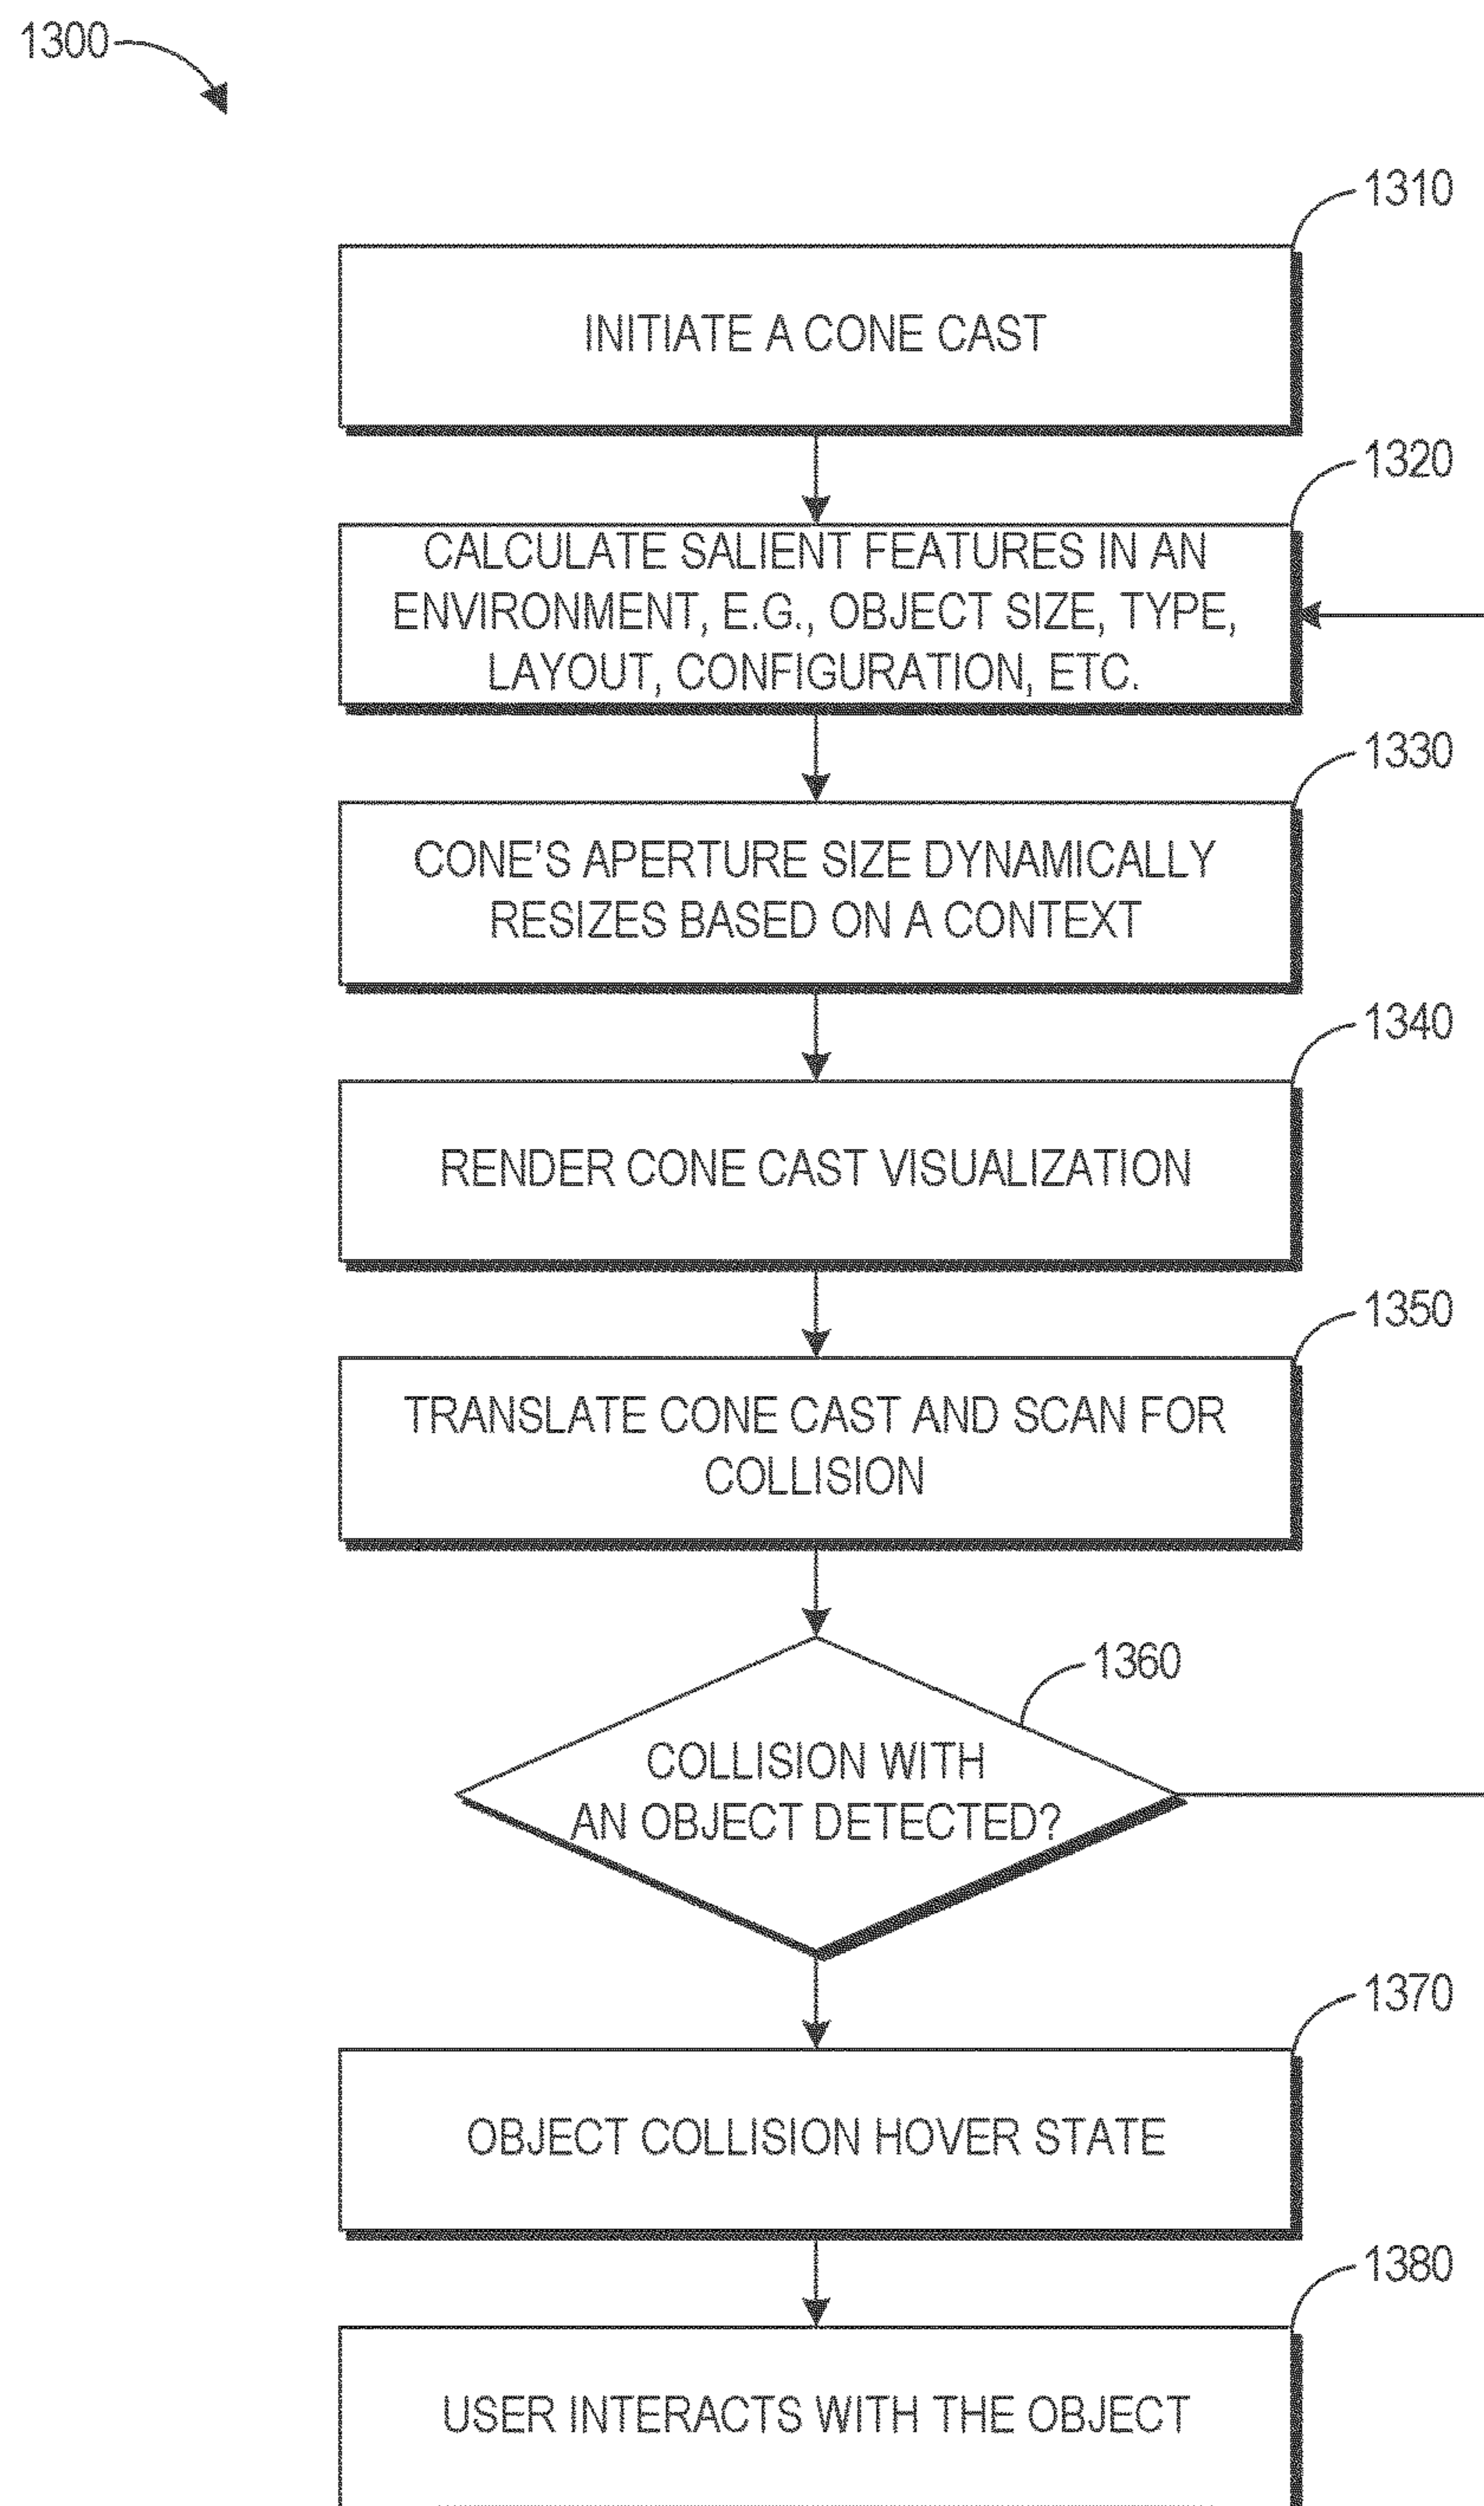 1300
1310
INITIATE A CONE CAST
1320
CALCULATE SALIENT FEATURES IN AN
ENVIRONMENT, E.G., OBJECT SIZE, TYPE,
LAYOUT, CONFIGURATION, ETC.
1330
CONE'S APERTURE SIZE DYNAMICALLY
RESIZES BASED ON A CONTEXT
1340
RENDER CONE CAST VISUALIZATION
1350
TRANSLATE CONE CAST AND SCAN FOR
COLLISION
1360
COLLISION WITH
AN OBJECT DETECTED?
1370
OBJECT COLLISION HOVER STATE
1380
USER INTERACTS WITH THE OBJECT